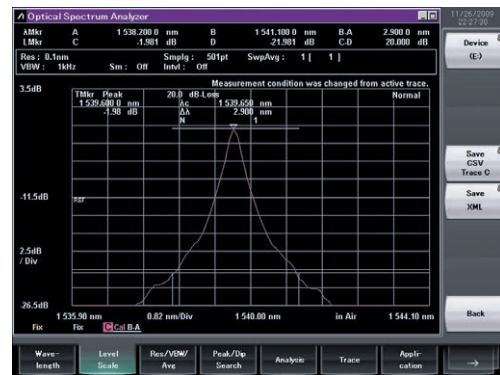 Optical Spectrum Analyzer
11/26/2009
22:27:30
λMkr A 1 538.200 0 nm B 1 541.100 0 nm B-A 2.900 0 nm
LMkr C -1.981 dB D -21.981 dB C-D 20.000 dB
Res : 0.1nm Smplg : 501pt SwpAvg : 1 [ 1 ]
VBW : 1kHz Sm : Off Intvl : Off
Measurement condition was changed from active trace.
3.5dB
TMkr Peak 20.0 dB-Loss Normal
1 539.600 0 nm λc 1 539.650 nm
-1.98 dB Δλ 2.900 nm
N 1
-11.5dB
REF
2.5dB
/ Div
-26.5dB
1 535.90 nm 0.82 nm/Div 1 540.00 nm in Air 1 544.10 nm
Fix Fix C Cal B-A
Device
(E:)
Save
CSV
Trace C
Save
XML
Back
Wave-
length
Level
Scale
Res/VBW/
Avg
Peak/Dip
Search
Analysis
Trace
Appli-
cation
→